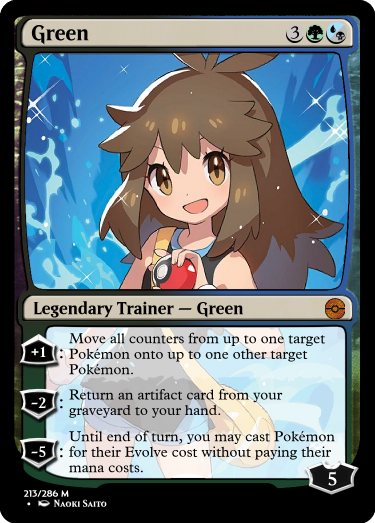 Green 3
Legendary Trainer — Green
+1: Move all counters from up to one target
Pokémon onto up to one other target
Pokémon.
-2: Return an artifact card from your
graveyard to your hand.
-5: Until end of turn, you may cast Pokémon
for their Evolve cost without paying their
mana costs.
5
213/286 M
• Naoki Saito